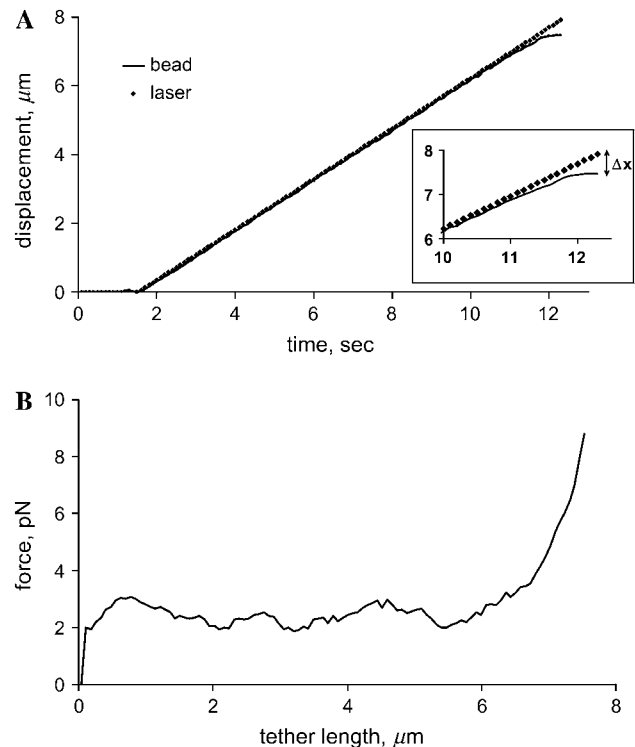 A
displacement, μm
8
6
4
2
0
bead
laser
8
7
6
10 11 12
Δx
0 2 4 6 8 10 12
time, sec
B
force, pN
10
8
6
4
2
0
0 2 4 6 8
tether length, μm